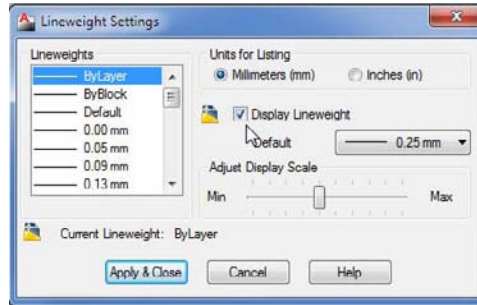 Lineweight Settings
Lineweights
ByLayer
ByBlock
Default
0.00 mm
0.05 mm
0.09 mm
0.13 mm
Units for Listing
Millimeters (mm) Inches (in)
Display Lineweight
Default 0.25 mm
Adjust Display Scale
Min Max
Current Lineweight: ByLayer
Apply & Close Cancel Help